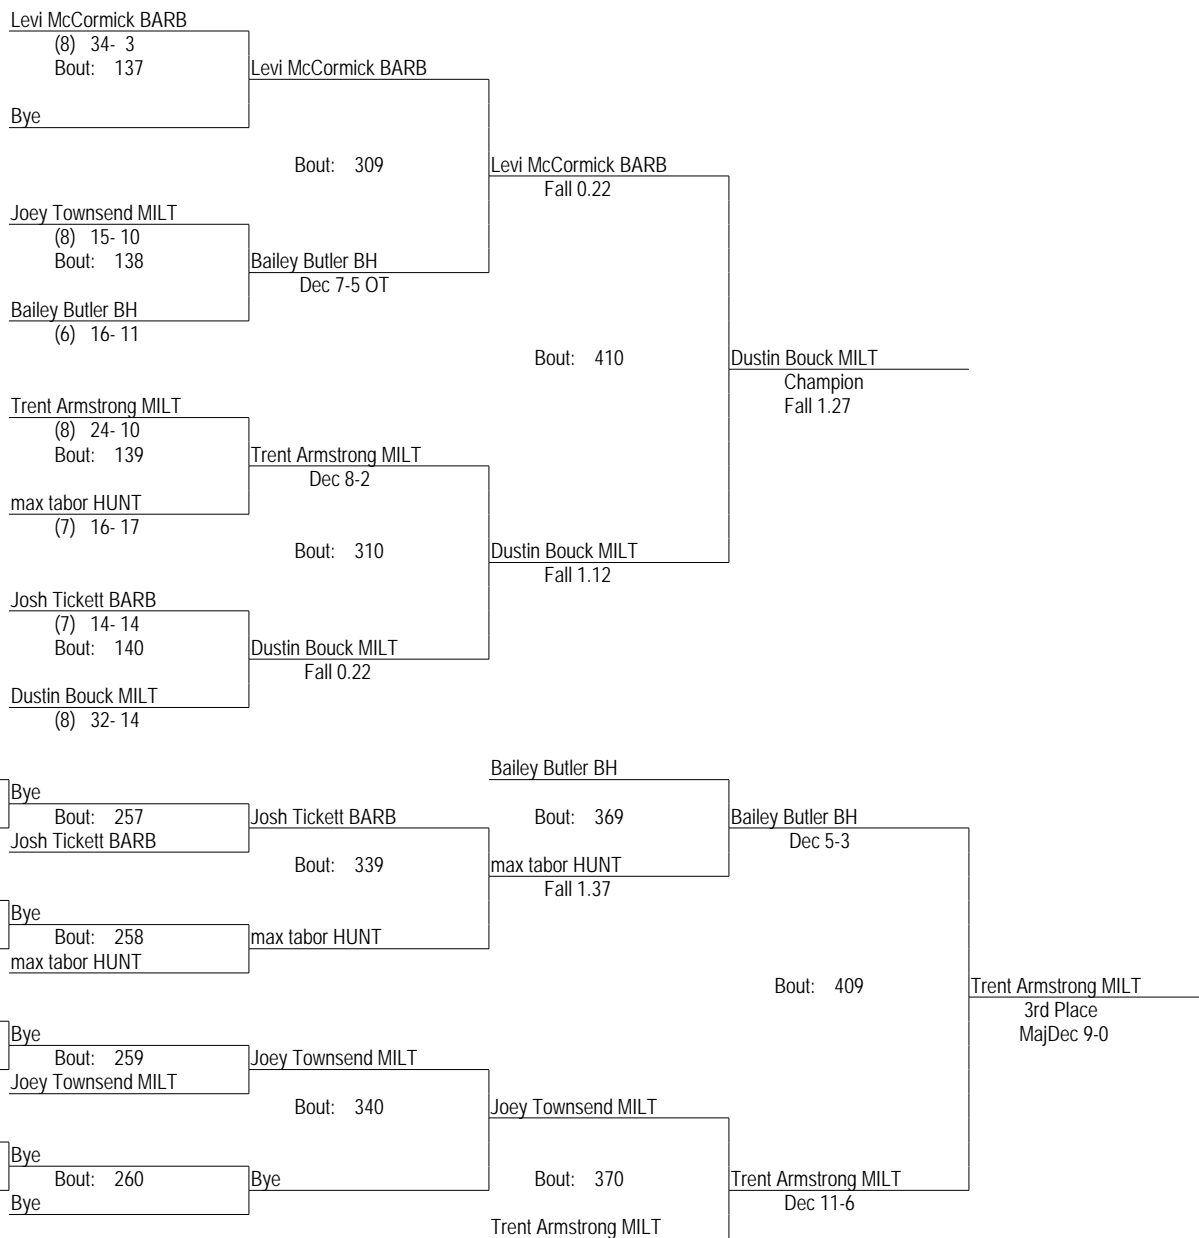 Levi McCormick BARB
(8) 34- 3
Bout: 137
Levi McCormick BARB
Bye
Bout: 309
Levi McCormick BARB
Fall 0.22
Joey Townsend MILT
(8) 15- 10
Bout: 138
Bailey Butler BH
Dec 7-5 OT
Bailey Butler BH
(6) 16- 11
Bout: 410
Dustin Bouck MILT
Champion
Fall 1.27
Trent Armstrong MILT
(8) 24- 10
Bout: 139
Trent Armstrong MILT
Dec 8-2
max tabor HUNT
(7) 16- 17
Bout: 310
Dustin Bouck MILT
Fall 1.12
Josh Tickett BARB
(7) 14- 14
Bout: 140
Dustin Bouck MILT
Fall 0.22
Dustin Bouck MILT
(8) 32- 14
Bailey Butler BH
Bye
Bout: 257
Josh Tickett BARB
Josh Tickett BARB
Bout: 369
Bailey Butler BH
Dec 5-3
Bout: 339
max tabor HUNT
Fall 1.37
Bye
Bout: 258
max tabor HUNT
max tabor HUNT
Bout: 409
Trent Armstrong MILT
3rd Place
MajDec 9-0
Bye
Bout: 259
Joey Townsend MILT
Joey Townsend MILT
Bout: 340
Joey Townsend MILT
Bye
Bout: 260
Bye
Bye
Bout: 370
Trent Armstrong MILT
Dec 11-6
Trent Armstrong MILT